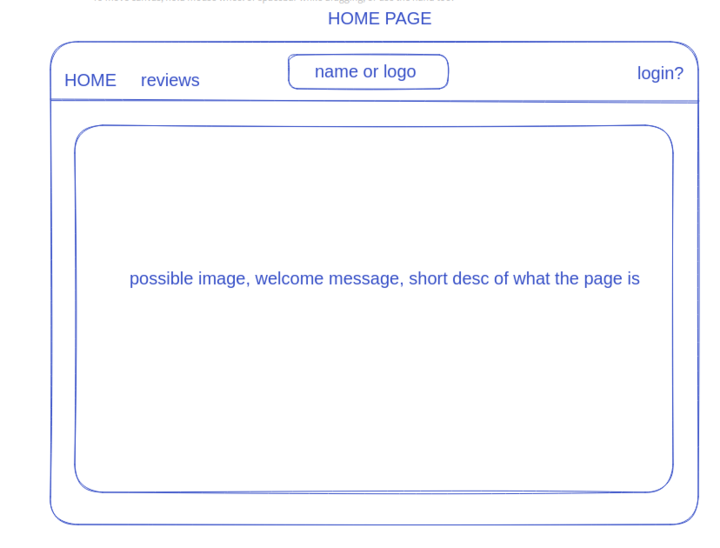 HOME PAGE
HOME reviews name or logo login?
possible image, welcome message, short desc of what the page is